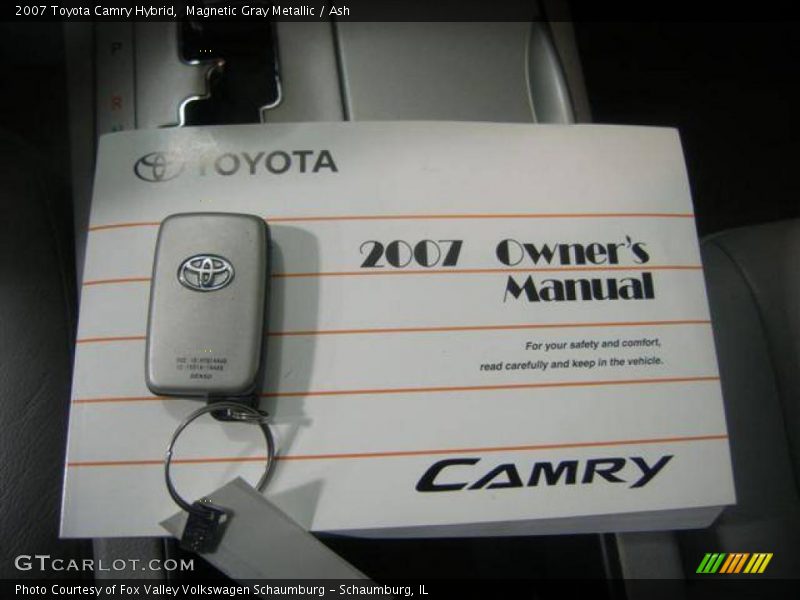 2007 Toyota Camry Hybrid,  Magnetic Gray Metallic / Ash
P
R
TOYOTA
2007 Owner's
Manual
For your safety and comfort,
read carefully and keep in the vehicle.
DENSO
CAMRY
GTCARLOT.COM
Photo Courtesy of Fox Valley Volkswagen Schaumburg – Schaumburg, IL